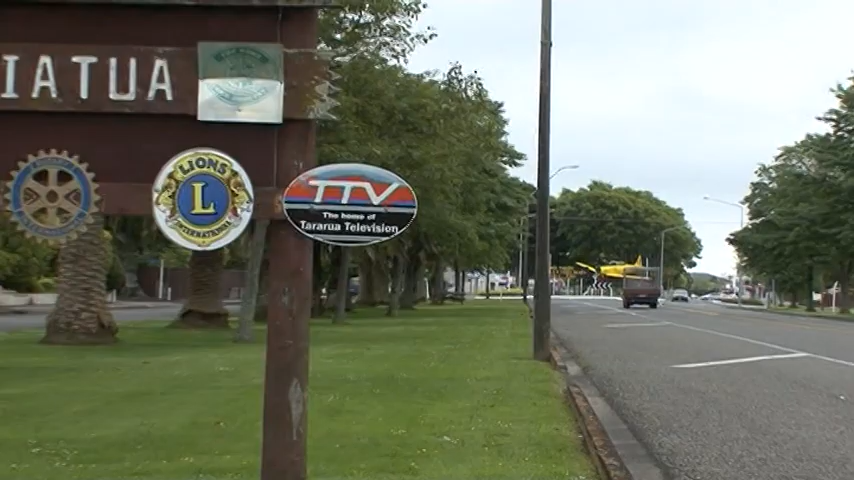 IATUA
LIONS
L
INTERNATIONAL
TTV
The home of
Tararua Television